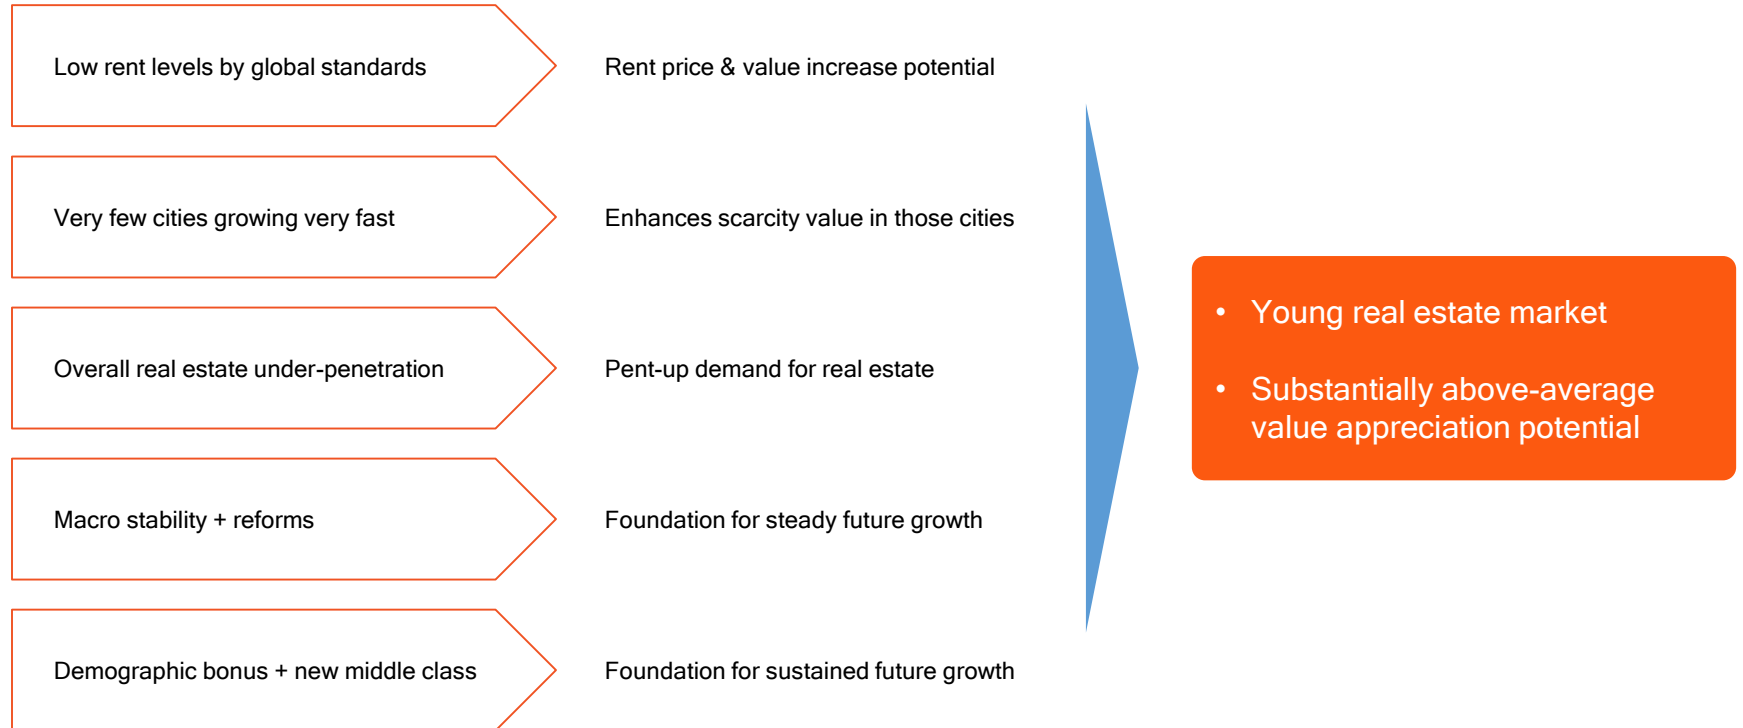 Low rent levels by global standards
Rent price & value increase potential
Very few cities growing very fast
Enhances scarcity value in those cities
Overall real estate under-penetration
Pent-up demand for real estate
Macro stability + reforms
Foundation for steady future growth
Demographic bonus + new middle class
Foundation for sustained future growth
• Young real estate market
• Substantially above-average
value appreciation potential